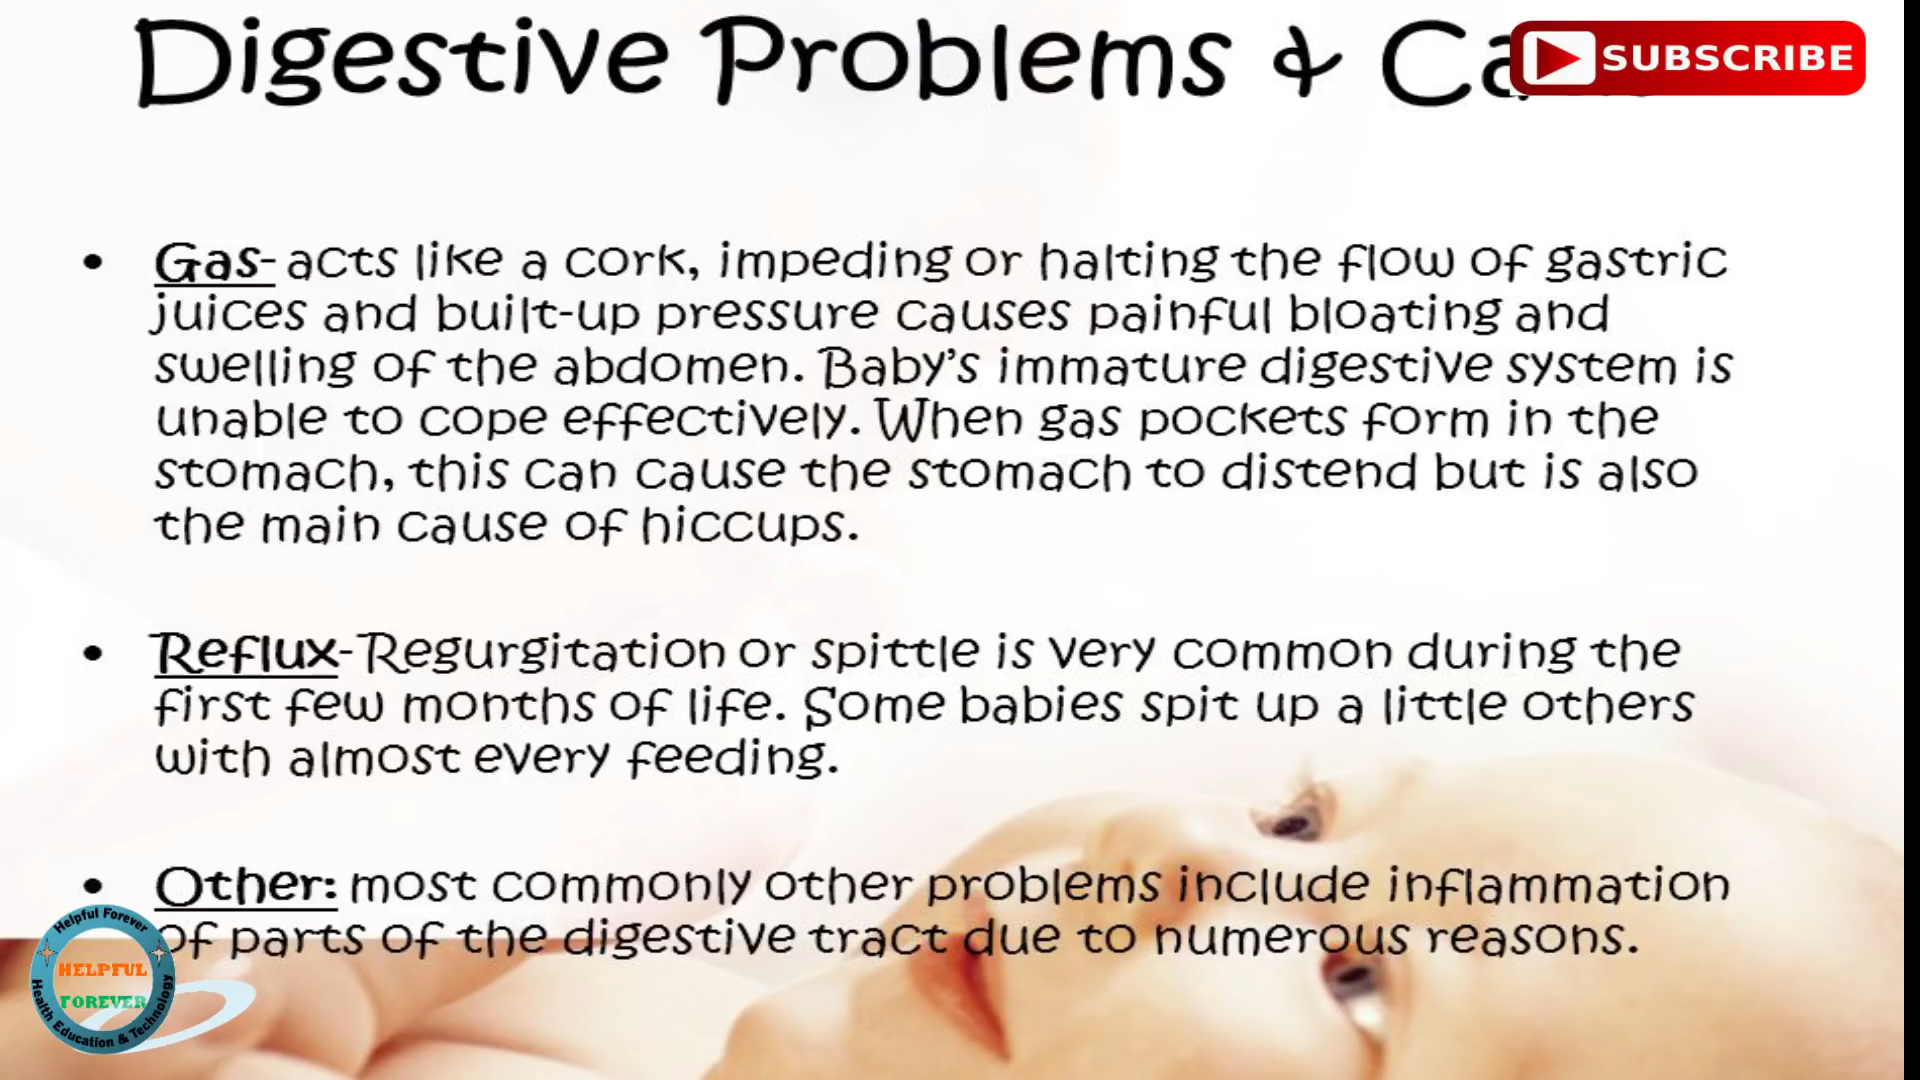 Digestive Problems &
SUBSCRIBE
Gas- acts like a cork, impeding or halting the flow of gastric
juices and built-up pressure causes painful bloating and
swelling of the abdomen. Baby's immature digestive system is
unable to cope effectively. When gas pockets form in the
stomach, this can cause the stomach to distend but is also
the main cause of hiccups.
Reflux-Regurgitation or spittle is very common during the
first few months of life. Some babies spit up a little others
with almost every feeding.
Other: most commonly other problems include inflammation
of parts of the digestive tract due to numerous reasons.
Helpful Forever
HELPFUL
FOREVER
Health Education & Technology